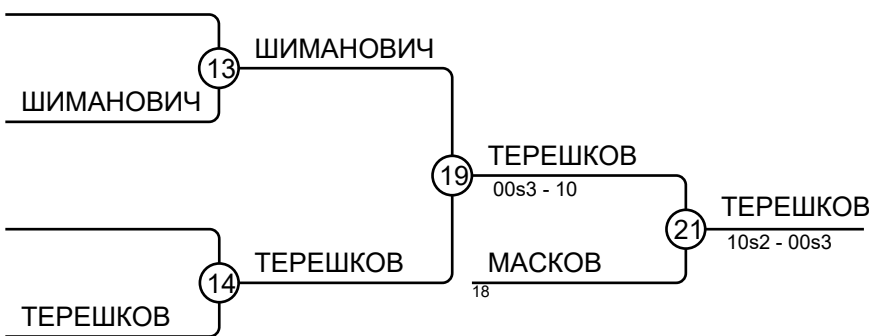 ШИМАНОВИЧ
13
ШИМАНОВИЧ
ТЕРЕШКОВ
19
00s3 - 10
ТЕРЕШКОВ
21
10s2 - 00s3
ТЕРЕШКОВ
14
МАСКОВ
18
ТЕРЕШКОВ